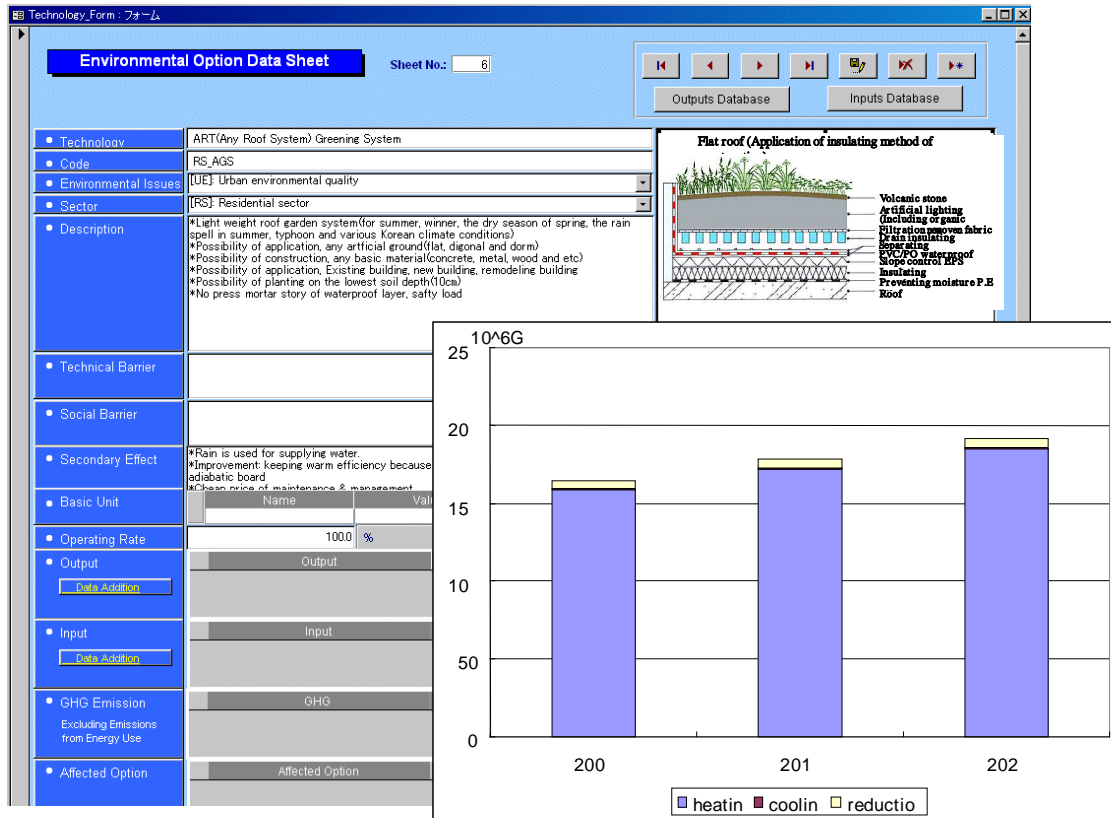 Technology_Form : フォーム
Environmental Option Data Sheet
Sheet No.: 6
Outputs Database
Inputs Database
Technology
ART(Any Roof System) Greening System
Code
RS_AGS
Environmental Issues
[UE]: Urban environmental quality
Sector
[RS]: Residential sector
Description
*Light weight roof garden system(for summer, winner, the dry season of spring, the rain
spell in summer, typhoon and various Korean climate conditions)
*Possibility of application, any artficial ground(flat, digonal and dorm)
*Possibility of construction, any basic material(concrete, metal, wood and etc)
*Possibility of application, Existing building, new building, remodeling building
*Possibility of planting on the lowest soil depth(10cm)
*No press mortar story of waterproof layer, safty load
Flat roof (Application of insulating method of
Volcanic stone
Artificial lighting
(Including organic
Filtration nonwoven fabric
Drain insulating
Separating
PVC/PO waterproof
Slope control EPS
Insulating
Preventing moisture P.E
Roof
Technical Barrier
Social Barrier
Secondary Effect
*Rain is used for supplying water.
*Improvement: keeping warm efficiency because
adiabatic board
*Cheap price of maintenance & management
Basic Unit
Name
Valu
Operating Rate
100.0 %
Output
Output
Data Addition
Input
Input
Data Addition
GHG Emission
GHG
Excluding Emissions
from Energy Use
Affected Option
Affected Option
10^6G
25
20
15
10
50
0
200
201
202
heatin
coolin
reductio